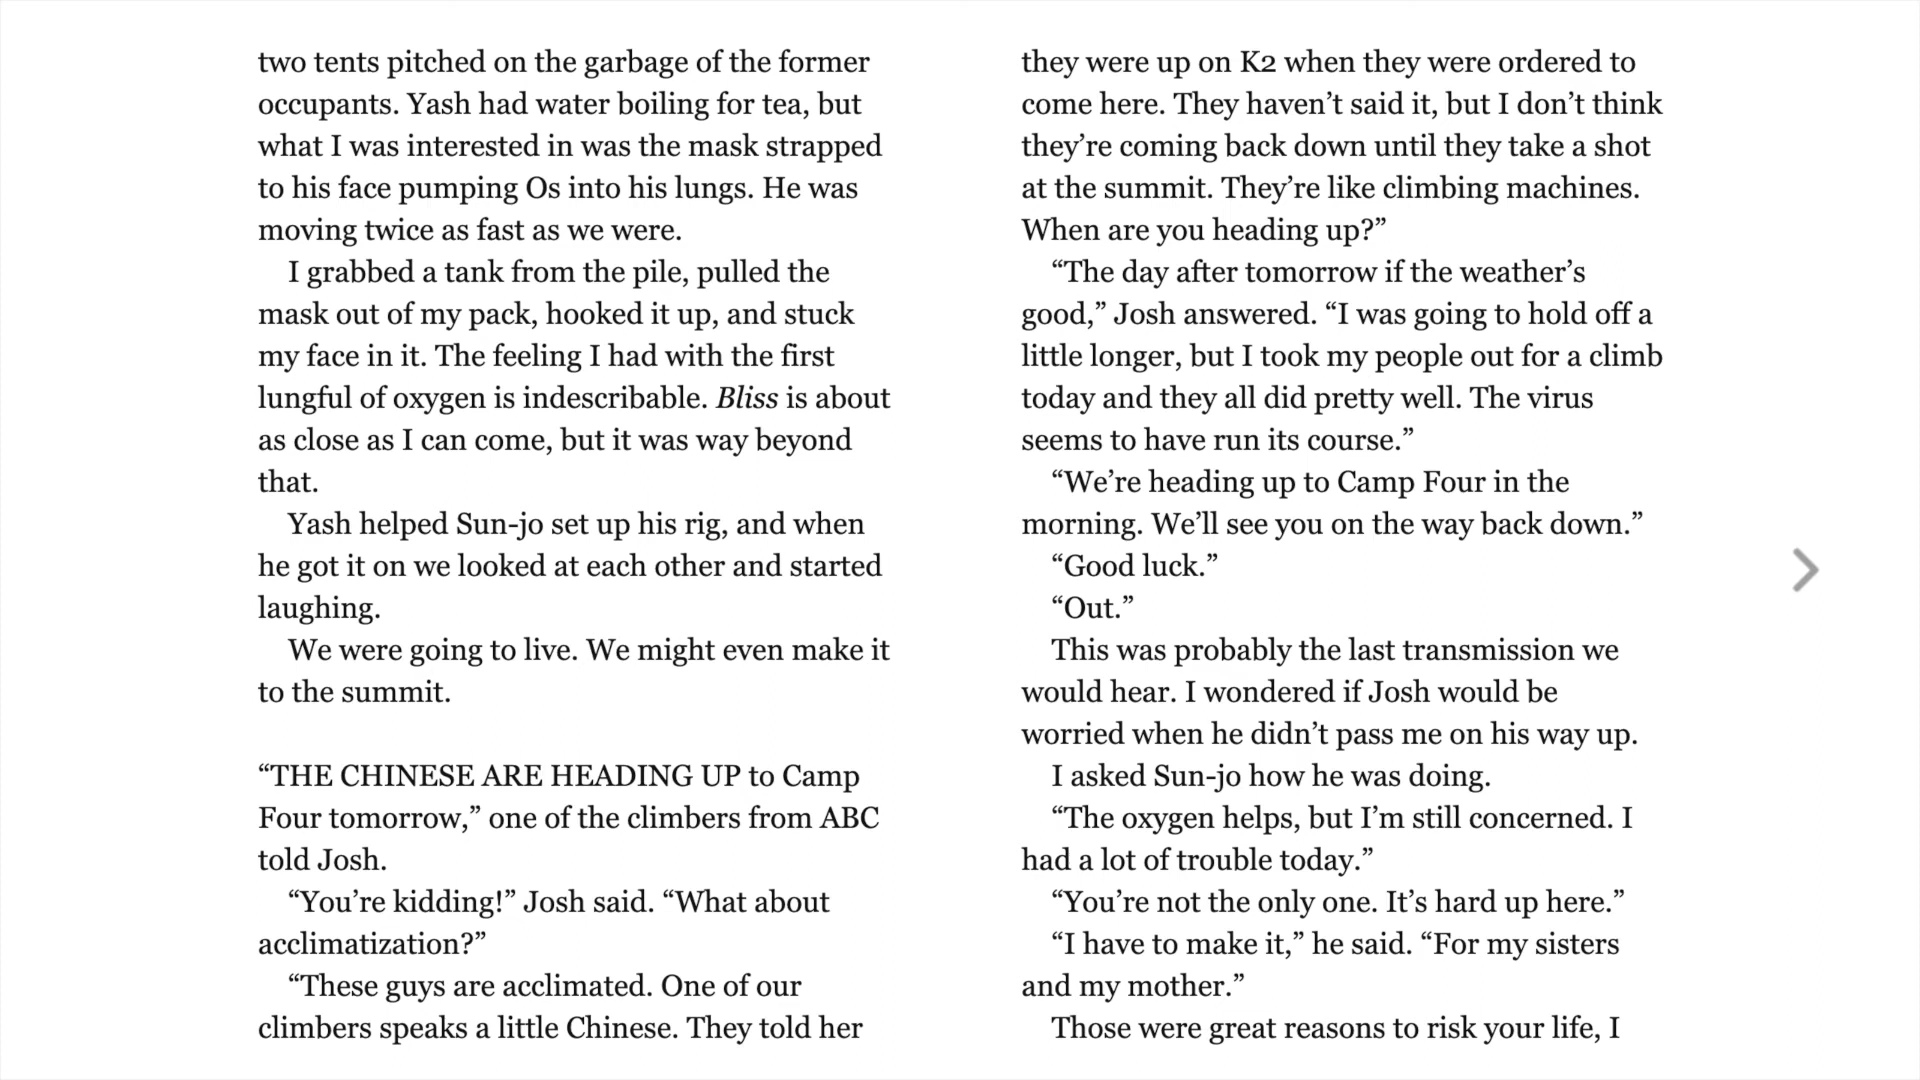 two tents pitched on the garbage of the former
occupants. Yash had water boiling for tea, but
what I was interested in was the mask strapped
to his face pumping Os into his lungs. He was
moving twice as fast as we were.
I grabbed a tank from the pile, pulled the
mask out of my pack, hooked it up, and stuck
my face in it. The feeling I had with the first
lungful of oxygen is indescribable. Bliss is about
as close as I can come, but it was way beyond
that.
Yash helped Sun-jo set up his rig, and when
he got it on we looked at each other and started
laughing.
We were going to live. We might even make it
to the summit.
“THE CHINESE ARE HEADING UP to Camp
Four tomorrow,” one of the climbers from ABC
told Josh.
“You’re kidding!” Josh said. “What about
acclimatization?”
“These guys are acclimated. One of our
climbers speaks a little Chinese. They told her
they were up on K2 when they were ordered to
come here. They haven’t said it, but I don’t think
they’re coming back down until they take a shot
at the summit. They’re like climbing machines.
When are you heading up?”
“The day after tomorrow if the weather’s
good,” Josh answered. “I was going to hold off a
little longer, but I took my people out for a climb
today and they all did pretty well. The virus
seems to have run its course.”
“We’re heading up to Camp Four in the
morning. We’ll see you on the way back down.”
“Good luck.”
“Out.”
This was probably the last transmission we
would hear. I wondered if Josh would be
worried when he didn’t pass me on his way up.
I asked Sun-jo how he was doing.
“The oxygen helps, but I’m still concerned. I
had a lot of trouble today.”
“You’re not the only one. It’s hard up here.”
“I have to make it,” he said. “For my sisters
and my mother.”
Those were great reasons to risk your life, I